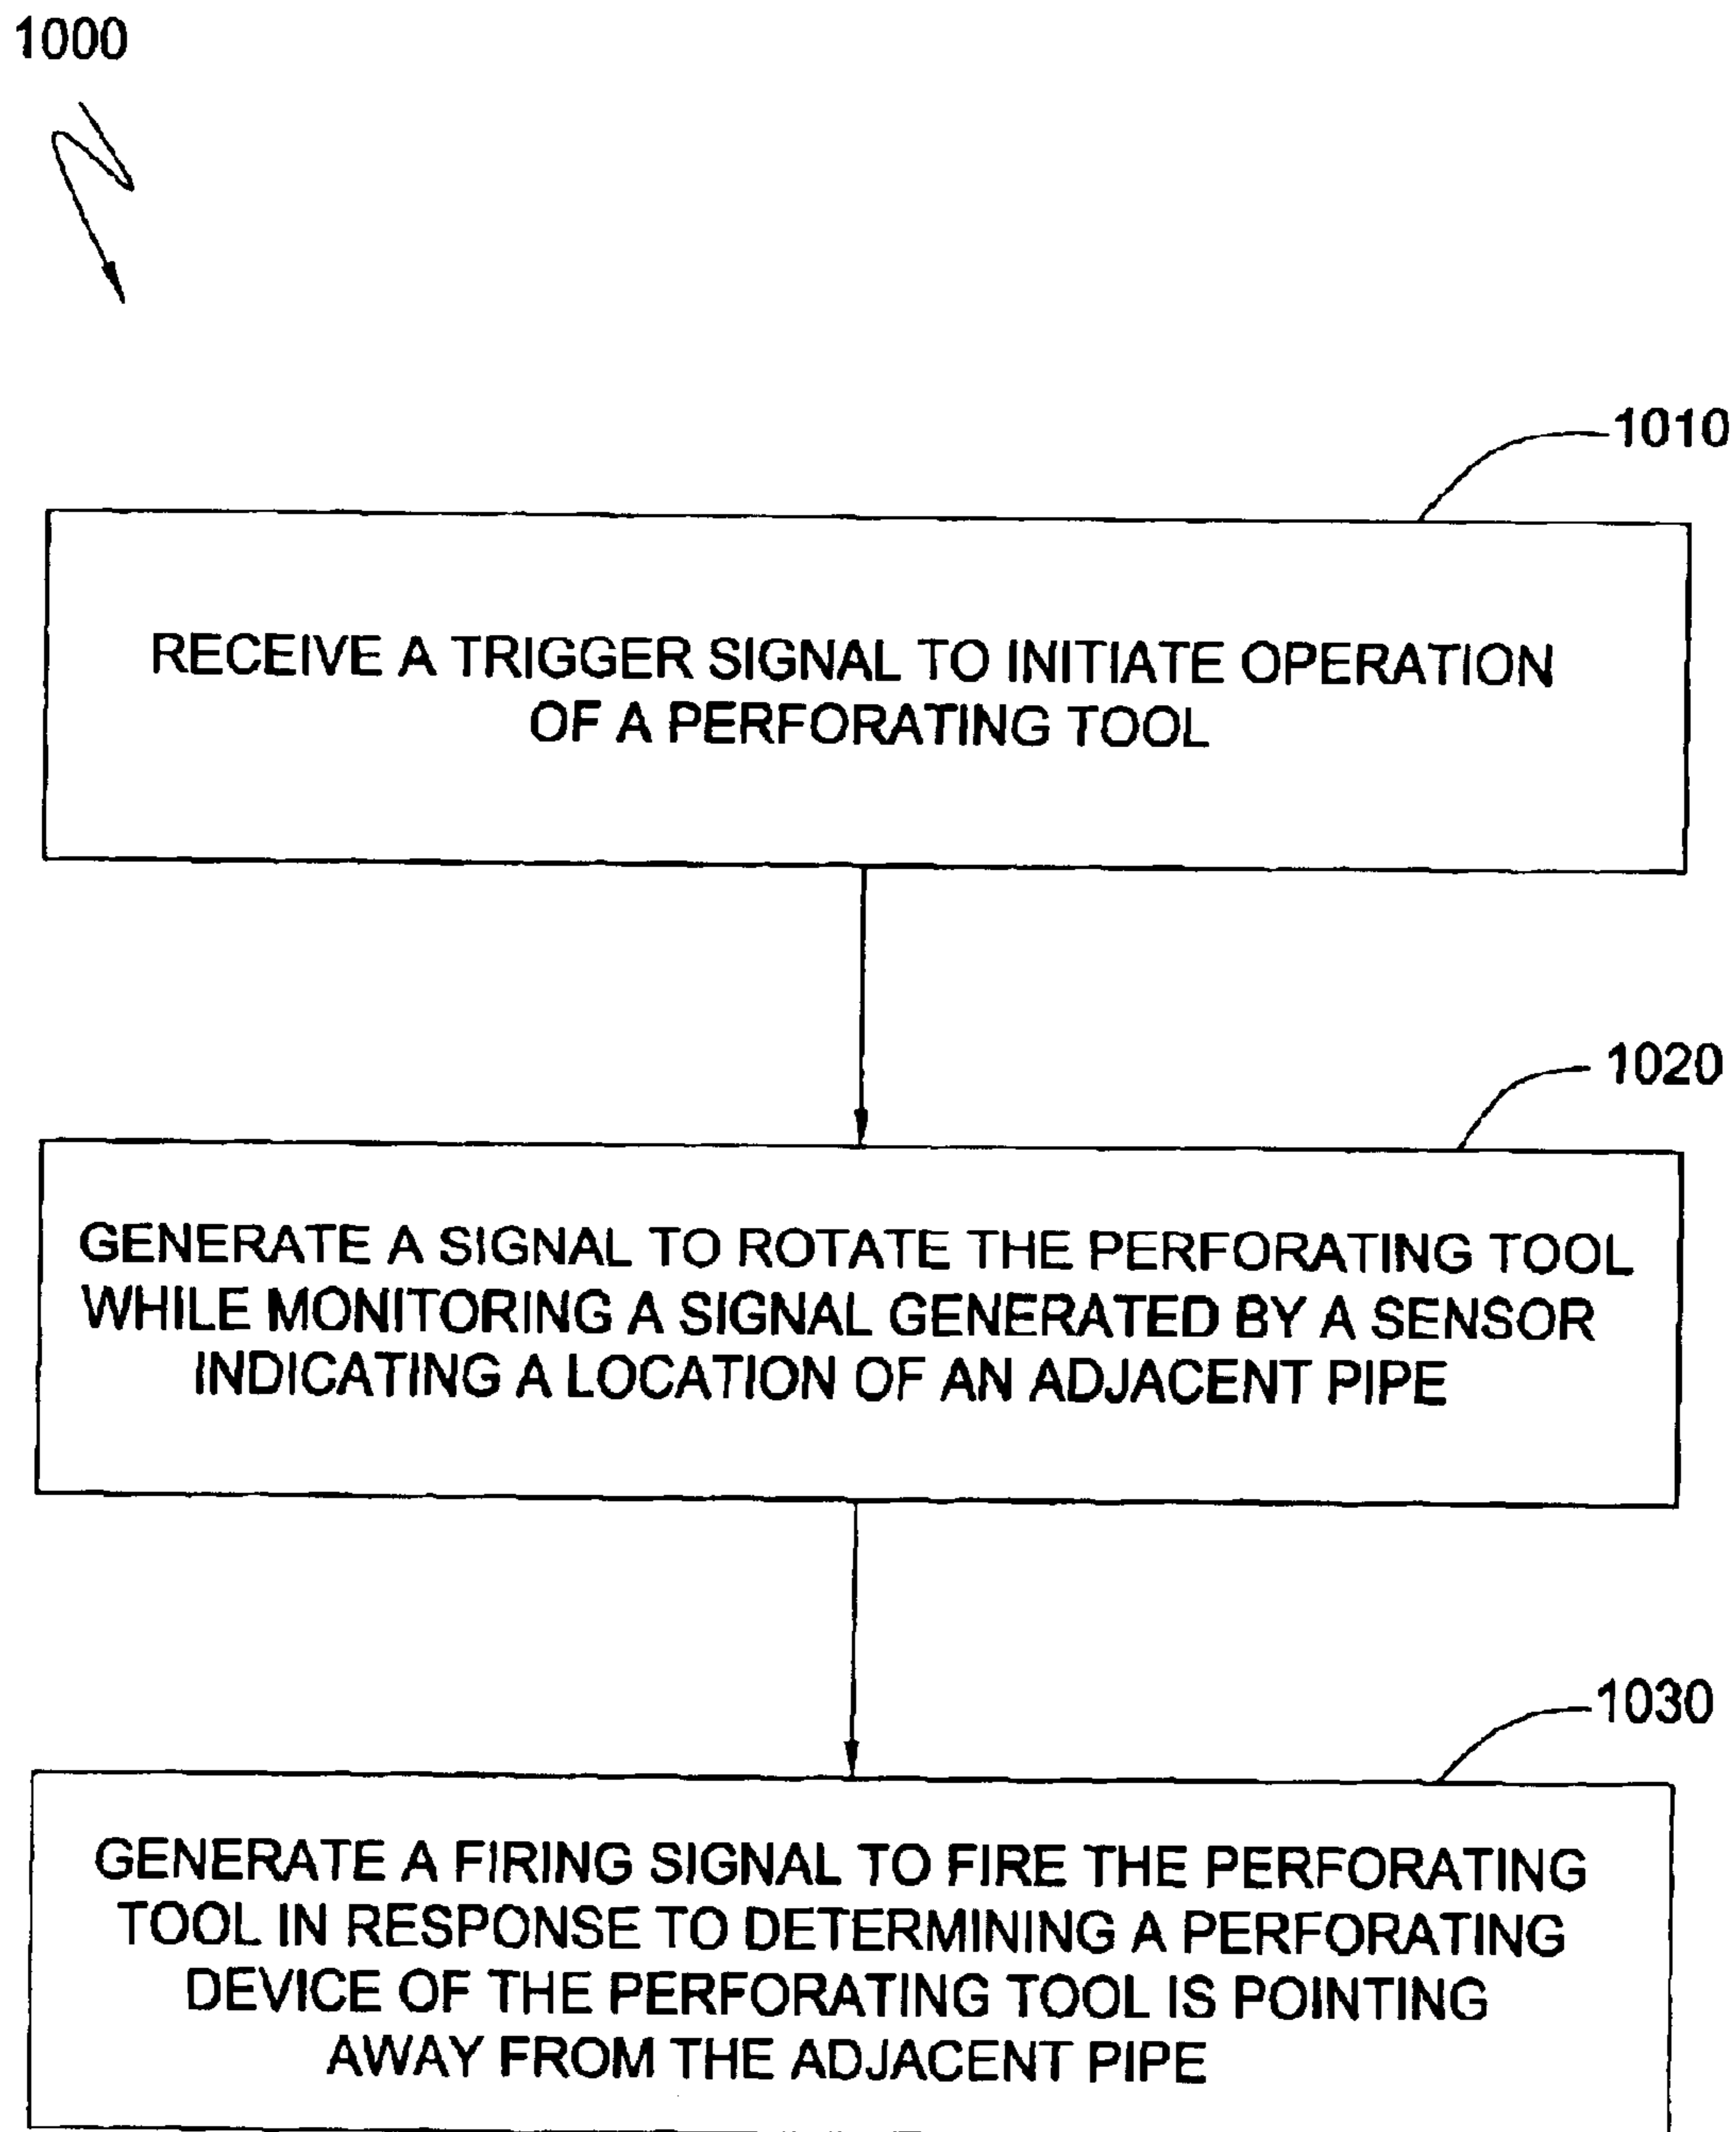 1000
1010
RECEIVE A TRIGGER SIGNAL TO INITIATE OPERATION
OF A PERFORATING TOOL
1020
GENERATE A SIGNAL TO ROTATE THE PERFORATING TOOL
WHILE MONITORING A SIGNAL GENERATED BY A SENSOR
INDICATING A LOCATION OF AN ADJACENT PIPE
1030
GENERATE A FIRING SIGNAL TO FIRE THE PERFORATING
TOOL IN RESPONSE TO DETERMINING A PERFORATING
DEVICE OF THE PERFORATING TOOL IS POINTING
AWAY FROM THE ADJACENT PIPE